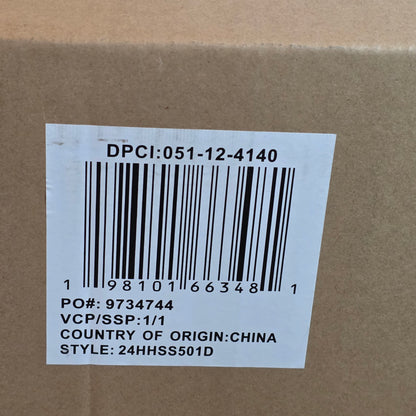 DPCI:051-12-4140
1 98101 66348 1
PO#: 9734744
VCP/SSP:1/1
COUNTRY OF ORIGIN:CHINA
STYLE: 24HHSS501D